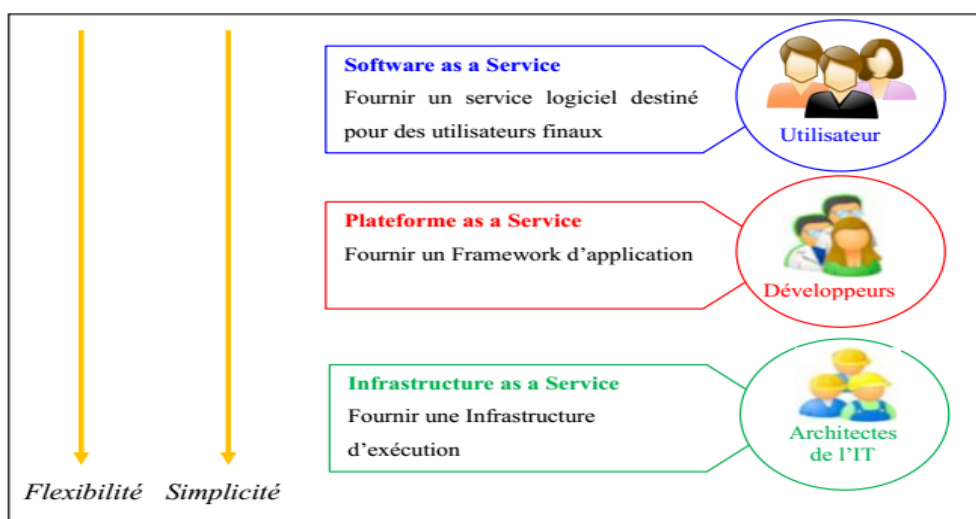 Software as a Service
Fournir un service logiciel destiné
pour des utilisateurs finaux
Utilisateur
Plateforme as a Service
Fournir un Framework d'application
Développeurs
Infrastructure as a Service
Fournir une Infrastructure
d'exécution
Architectes
de l'IT
Flexibilité Simplicité